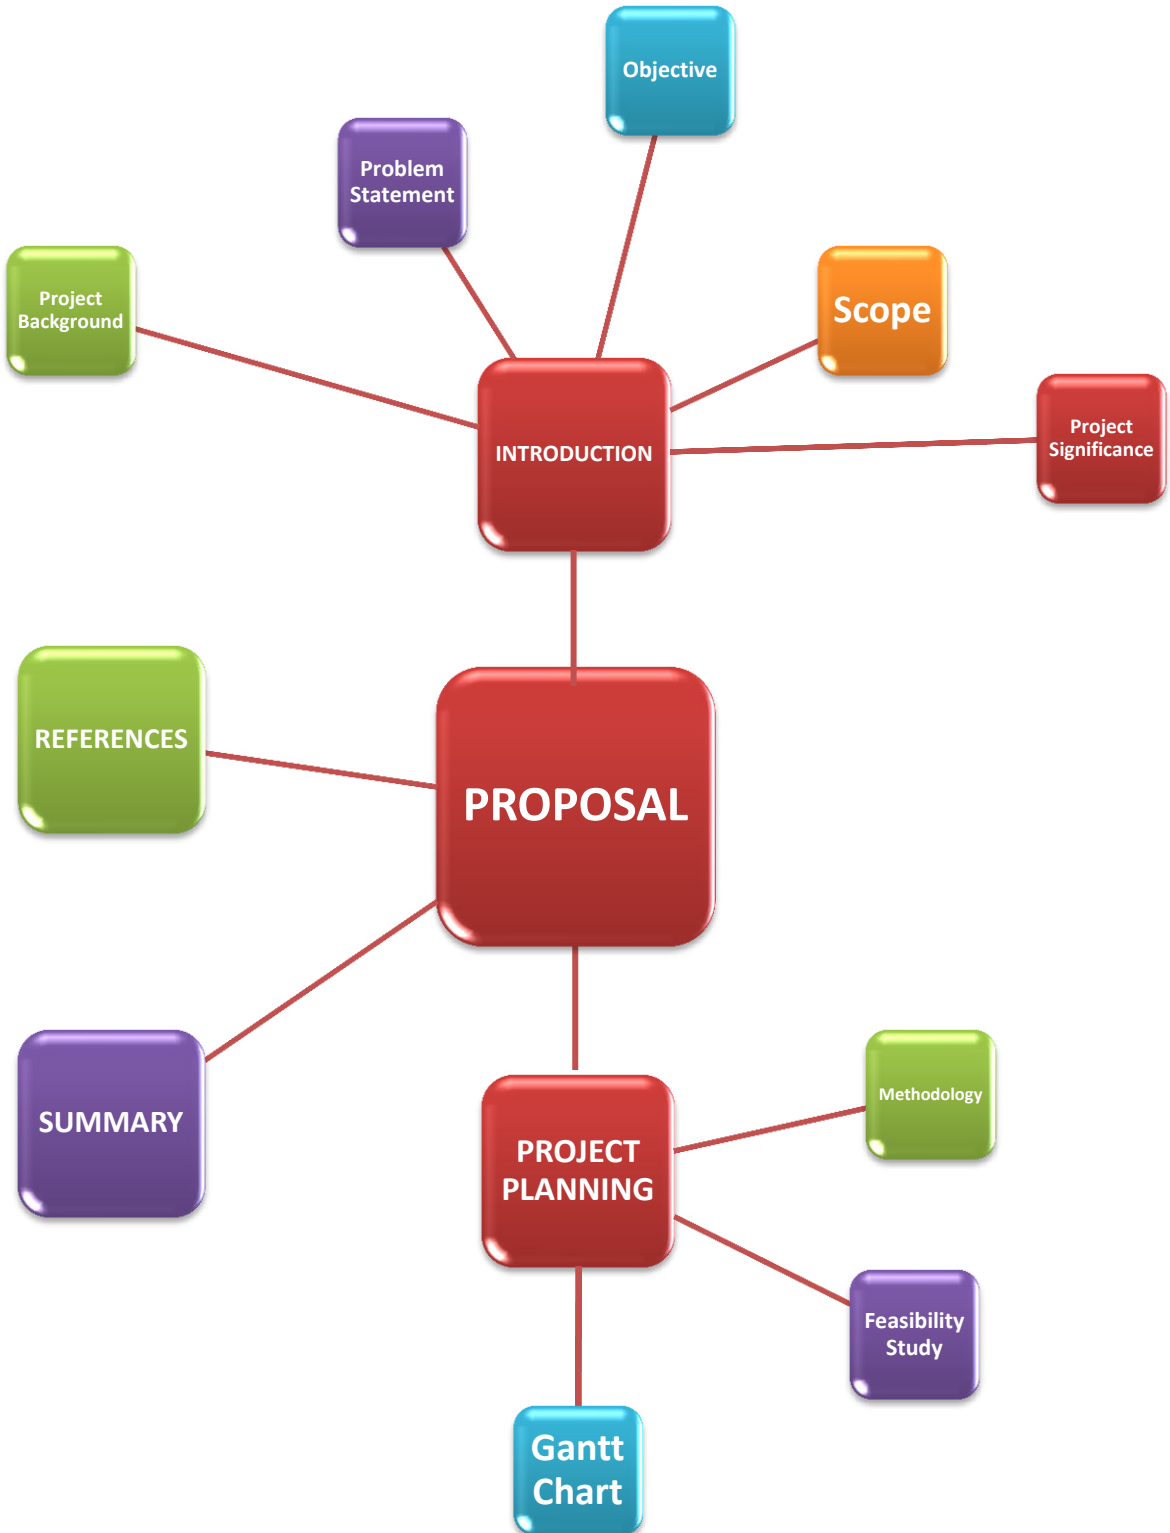 Objective
Problem
Statement
Project
Background
Scope
Project
Significance
INTRODUCTION
REFERENCES
PROPOSAL
SUMMARY
PROJECT
PLANNING
Methodology
Feasibility
Study
Gantt
Chart